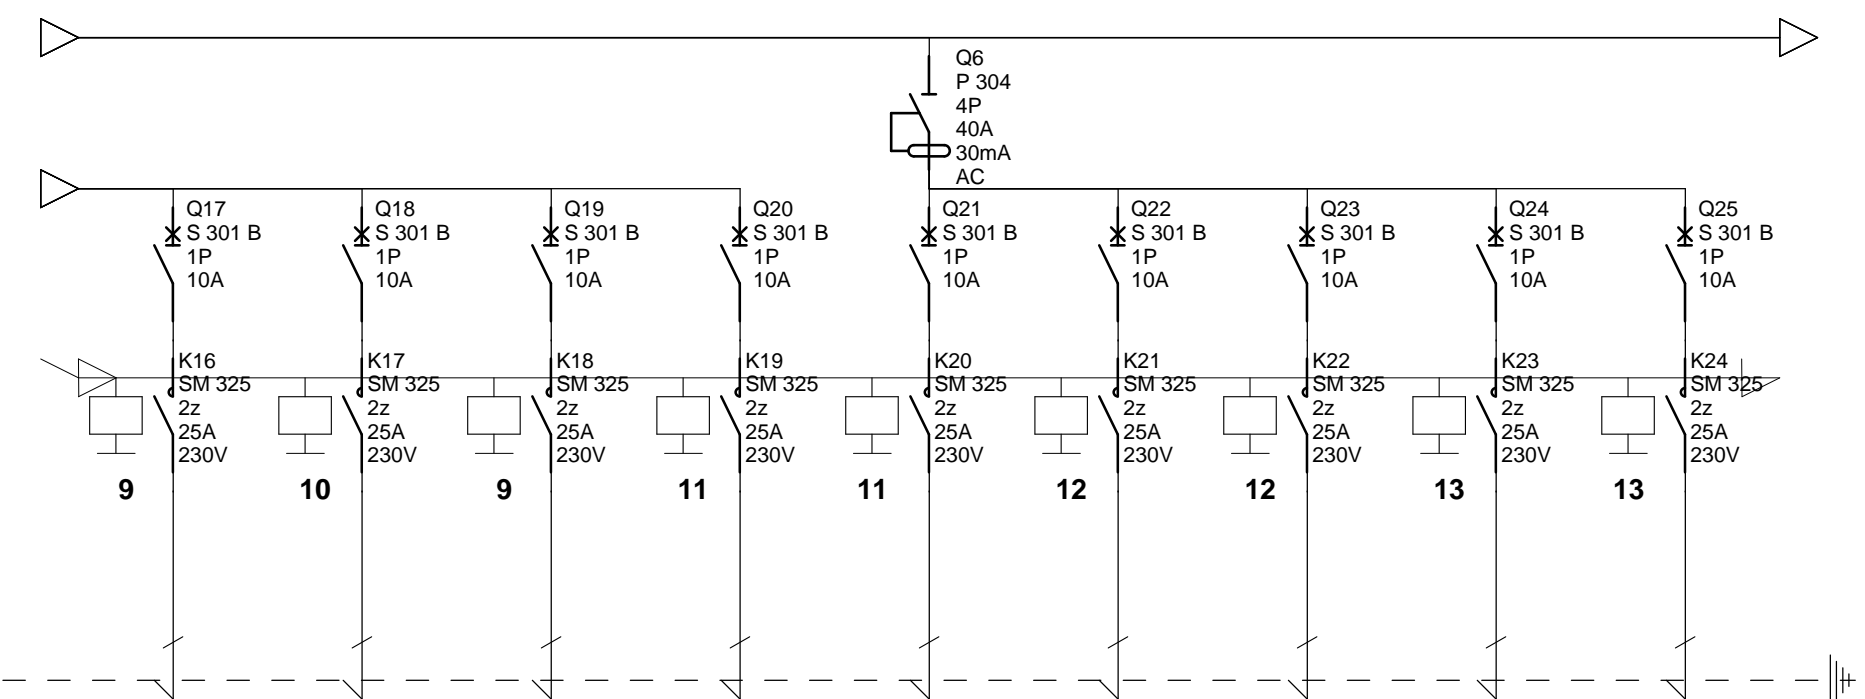 Q6
P 304
4P
40A
30mA
AC
Q17
S 301 B
1P
10A
Q18
S 301 B
1P
10A
Q19
S 301 B
1P
10A
Q20
S 301 B
1P
10A
Q21
S 301 B
1P
10A
Q22
S 301 B
1P
10A
Q23
S 301 B
1P
10A
Q24
S 301 B
1P
10A
Q25
S 301 B
1P
10A
K16
SM 325
2z
25A
230V
9
K17
SM 325
2z
25A
230V
10
K18
SM 325
2z
25A
230V
9
K19
SM 325
2z
25A
230V
11
K20
SM 325
2z
25A
230V
11
K21
SM 325
2z
25A
230V
12
K22
SM 325
2z
25A
230V
12
K23
SM 325
2z
25A
230V
13
K24
SM 325
2z
25A
230V
13